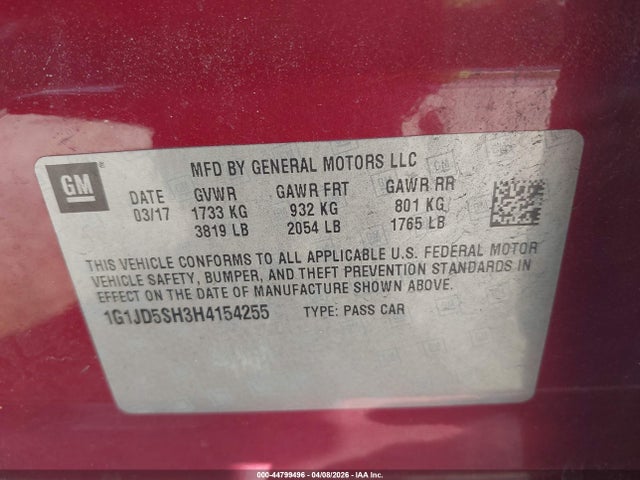 GM
MFD BY GENERAL MOTORS LLC
DATE GVWR GAWR FRT GAWR RR
03/17 1733 KG 932 KG 801 KG
3819 LB 2054 LB 1765 LB
THIS VEHICLE CONFORMS TO ALL APPLICABLE U.S. FEDERAL MOTOR
VEHICLE SAFETY, BUMPER, AND THEFT PREVENTION STANDARDS IN
EFFECT ON THE DATE OF MANUFACTURE SHOWN ABOVE.
1G1JD5SH3H4154255 TYPE: PASS CAR
000-44799496 - 04/08/2026 - IAA Inc.